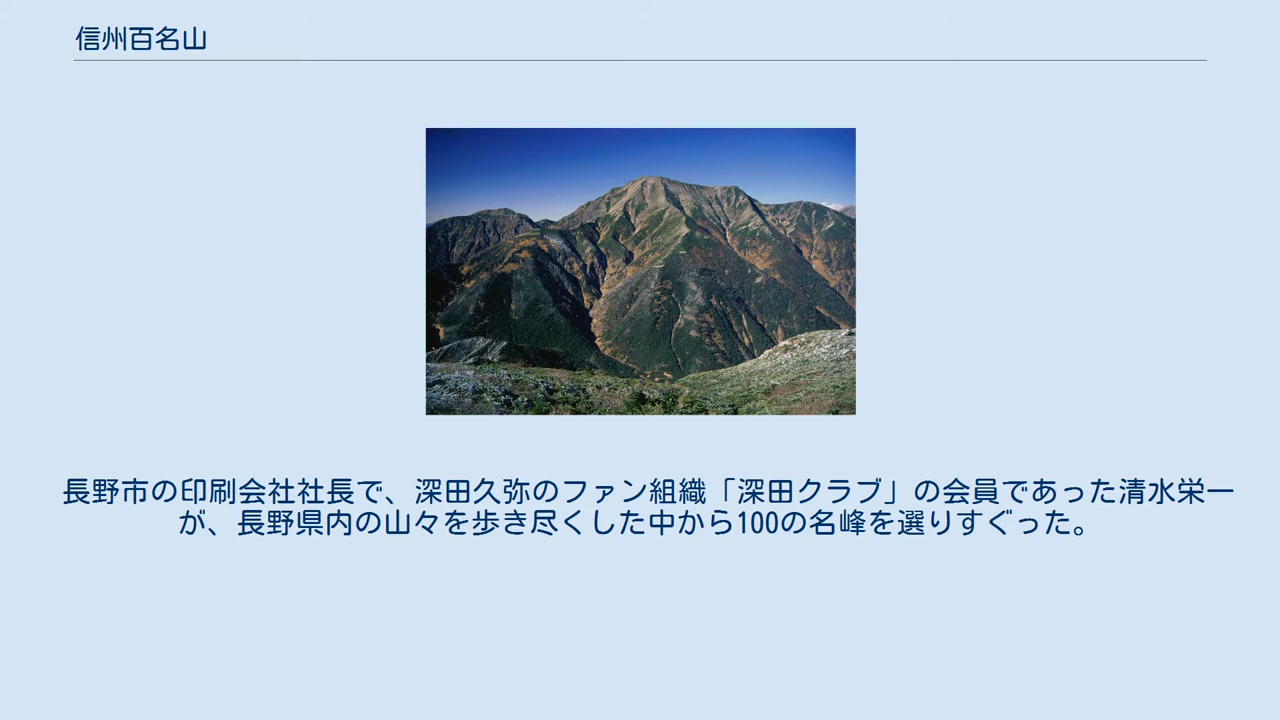 信州百名山
長野市の印刷会社社長で、深田久弥のファン組織「深田クラブ」の会員であった清水栄一
が、長野県内の山々を歩き尽くした中から100の名峰を選りすぐった。